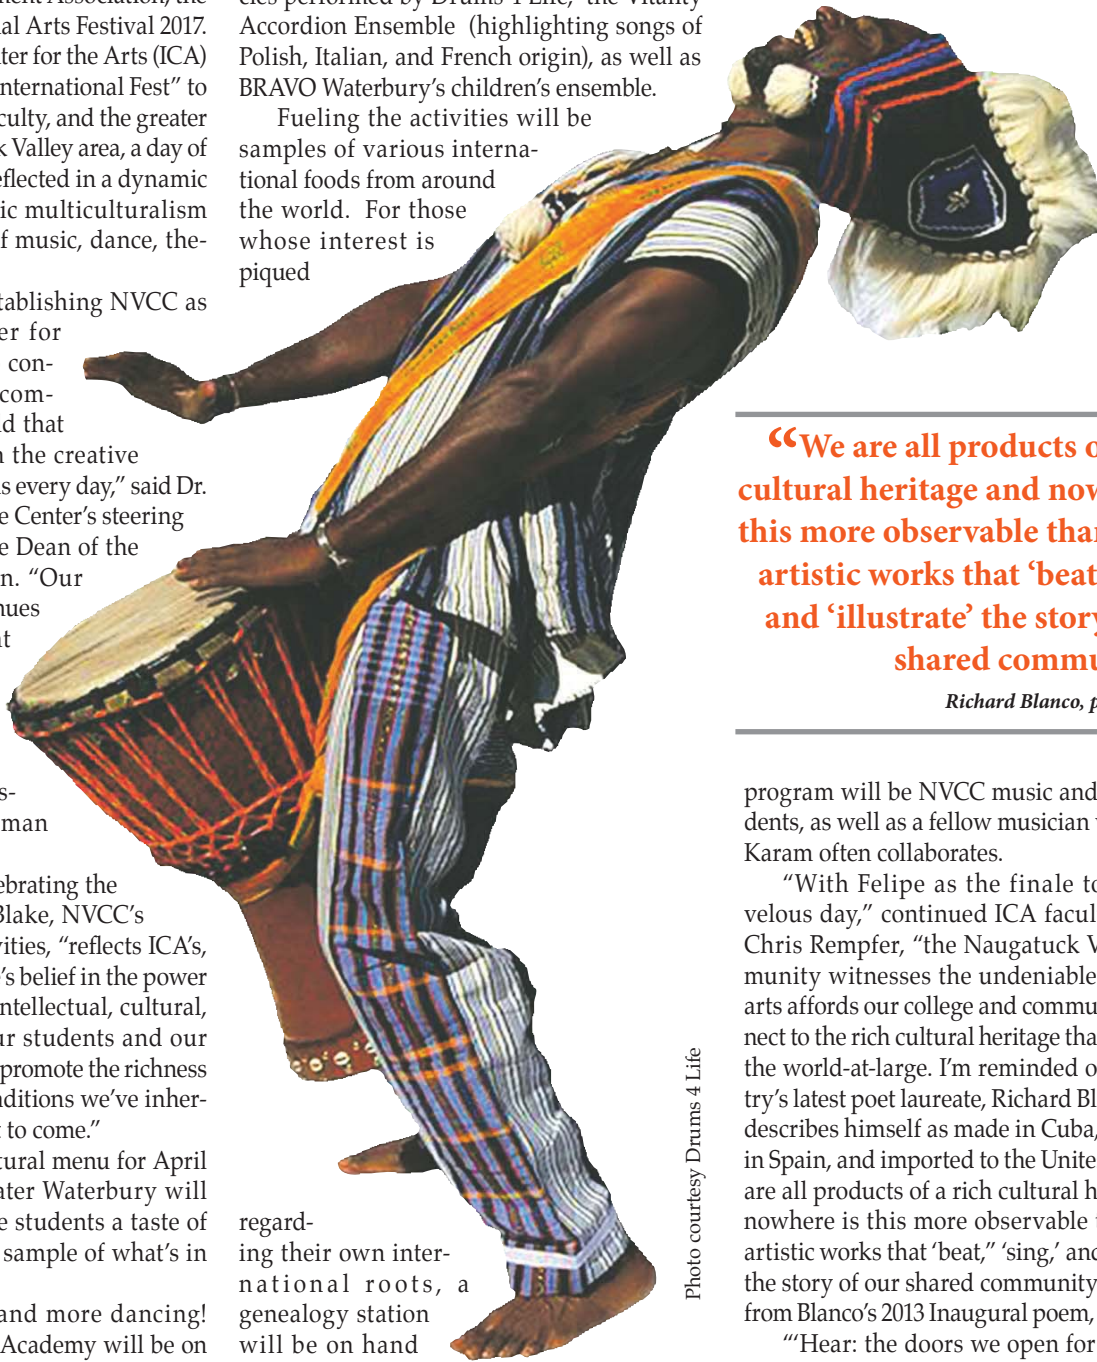 ment Association, the
nal Arts Festival 2017.
ter for the Arts (ICA)
nternational Fest” to
culty, and the greater
k Valley area, a day of
eflected in a dynamic
ic multiculturalism
f music, dance, the-
tablishing NVCC as
er for
con-
com-
d that
n the creative
s every day,” said Dr.
e Center’s steering
e Dean of the
n. “Our
nues
nt
s-
man
ebrating the
Blake, NVCC’s
vities, “reflects ICA’s,
’s belief in the power
intellectual, cultural,
ur students and our
promote the richness
aditions we’ve inher-
t to come.”
tural menu for April
ater Waterbury will
e students a taste of
sample of what’s in
and more dancing!
Academy will be on
cles performed by Drums 4 Life, the Vitality
Accordion Ensemble (highlighting songs of
Polish, Italian, and French origin), as well as
BRAVO Waterbury’s children’s ensemble.
Fueling the activities will be
samples of various interna-
tional foods from around
the world. For those
whose interest is
piqued
regard-
ing their own inter-
national roots, a
genealogy station
will be on hand
Photo courtesy Drums 4 Life
“We are all products o
cultural heritage and now
this more observable than
artistic works that ‘beat
and ‘illustrate’ the story
shared commu
Richard Blanco, p
program will be NVCC music and
dents, as well as a fellow musician
Karam often collaborates.
“With Felipe as the finale to
velous day,” continued ICA facul
Chris Rempfer, “the Naugatuck V
munity witnesses the undeniable
arts affords our college and commu
nect to the rich cultural heritage tha
the world-at-large. I’m reminded o
try’s latest poet laureate, Richard Bl
describes himself as made in Cuba,
in Spain, and imported to the Unite
are all products of a rich cultural h
nowhere is this more observable t
artistic works that ‘beat,” ‘sing,’ and
the story of our shared community
from Blanco’s 2013 Inaugural poem,
“‘Hear: the doors we open for